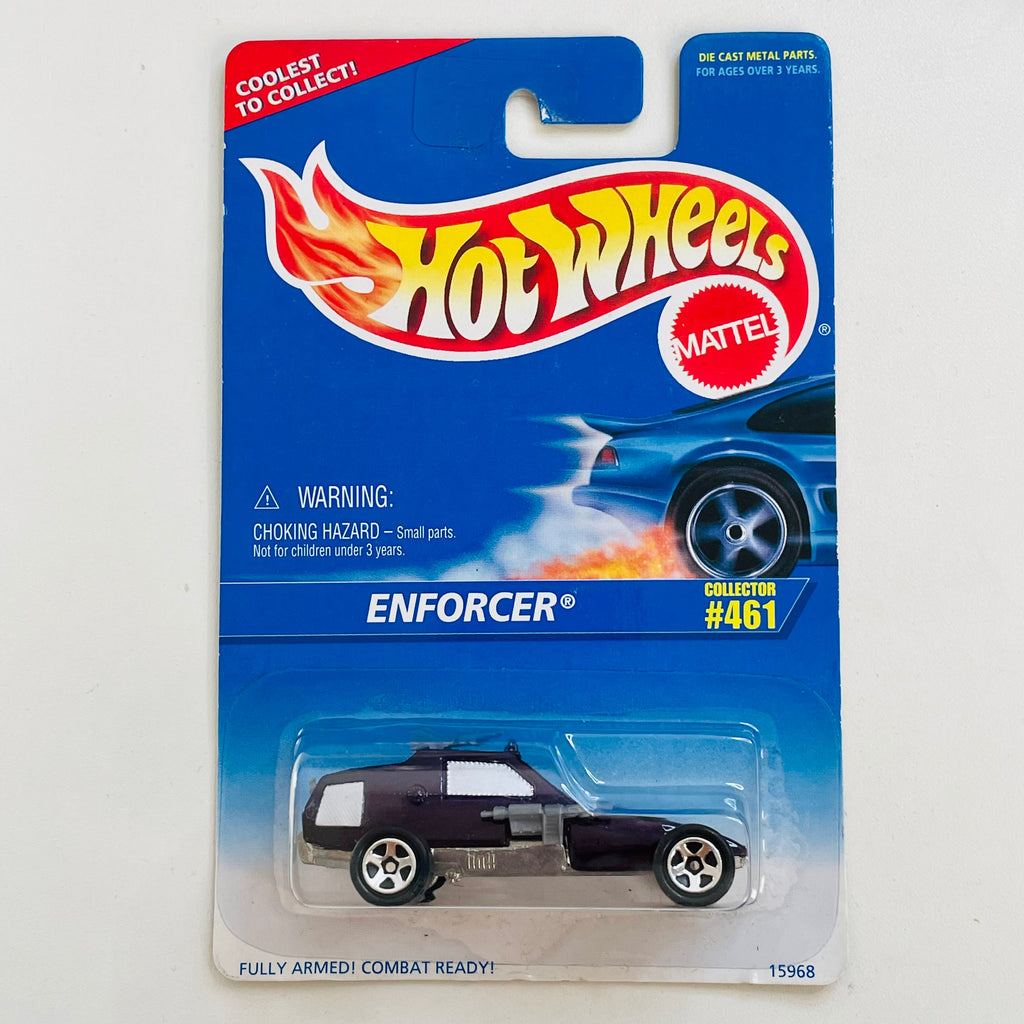 COOLEST
TO COLLECT!
DIE CAST METAL PARTS.
FOR AGES OVER 3 YEARS.
HOT WHEELS
MATTEL
®
⚠ WARNING:
CHOKING HAZARD – Small parts.
Not for children under 3 years.
ENFORCER®
COLLECTOR
#461
FULLY ARMED! COMBAT READY!
15968